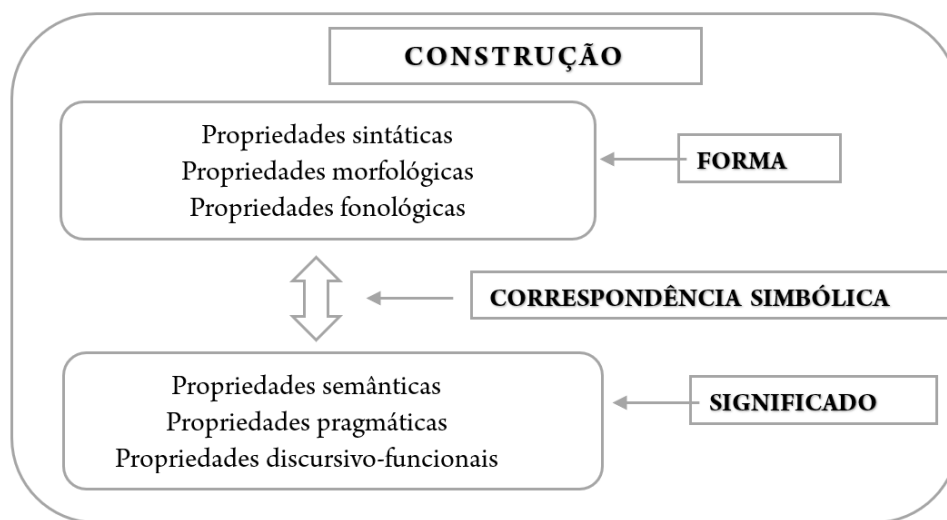 CONSTRUÇÃO
Propriedades sintáticas
Propriedades morfológicas
Propriedades fonológicas
FORMA
CORRESPONDÊNCIA SIMBÓLICA
Propriedades semânticas
Propriedades pragmáticas
Propriedades discursivo-funcionais
SIGNIFICADO